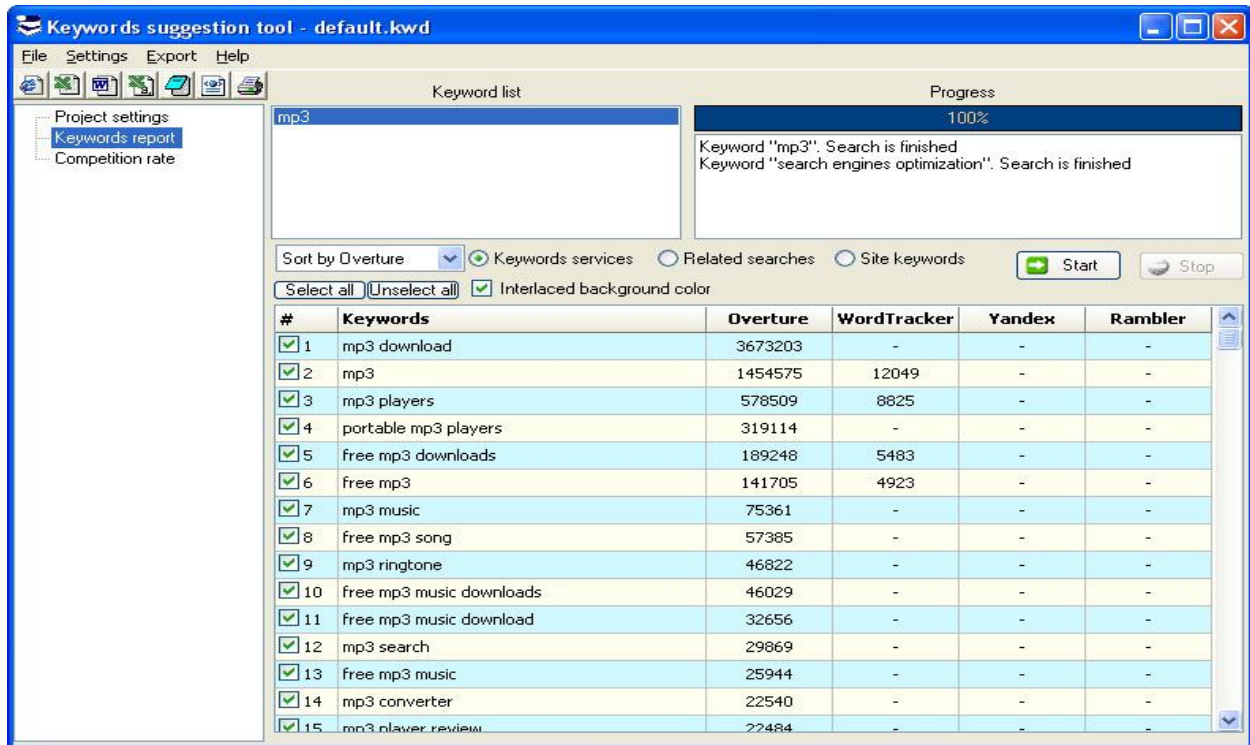 Keywords suggestion tool - default.kwd
File Settings Export Help
Keyword list
Progress
Project settings
Keywords report
Competition rate
mp3
100%
Keyword "mp3". Search is finished
Keyword "search engines optimization". Search is finished
Sort by Overture Keywords services Related searches Site keywords Start Stop
Select all Unselect all Interlaced background color
# Keywords Overture WordTracker Yandex Rambler
1 mp3 download 3673203 - - -
2 mp3 1454575 12049 - -
3 mp3 players 578509 8825 - -
4 portable mp3 players 319114 - - -
5 free mp3 downloads 189248 5483 - -
6 free mp3 141705 4923 - -
7 mp3 music 75361 - - -
8 free mp3 song 57385 - - -
9 mp3 ringtone 46822 - - -
10 free mp3 music downloads 46029 - - -
11 free mp3 music download 32656 - - -
12 mp3 search 29869 - - -
13 free mp3 music 25944 - - -
14 mp3 converter 22540 - - -
15 mp3 player review 22484 - - -